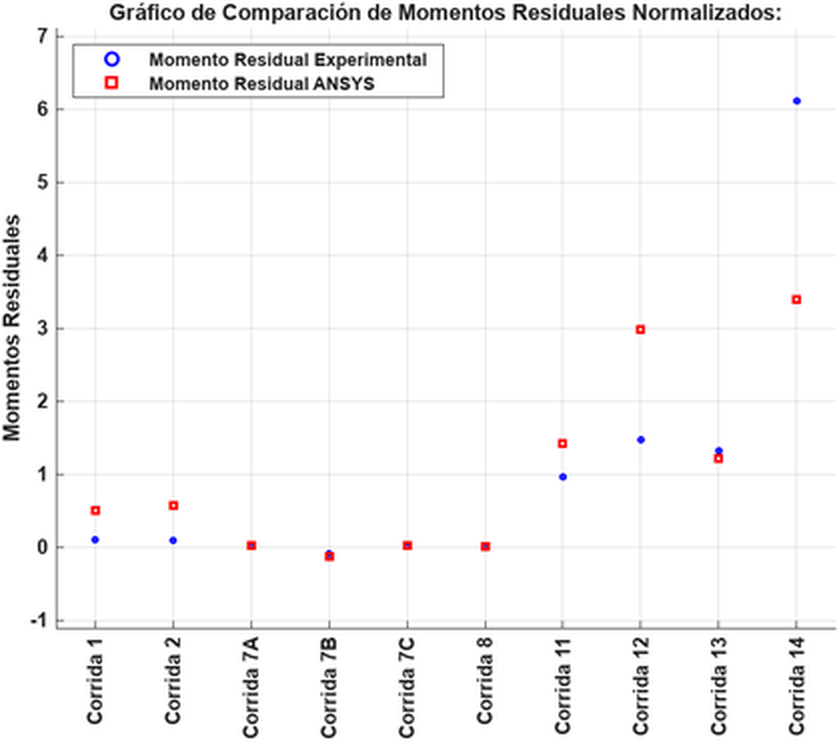 Gráfico de Comparación de Momentos Residuales Normalizados:
Momento Residual Experimental
Momento Residual ANSYS
Momentos Residuales
7
6
5
4
3
2
1
0
-1
Corrida 1
Corrida 2
Corrida 7A
Corrida 7B
Corrida 7C
Corrida 8
Corrida 11
Corrida 12
Corrida 13
Corrida 14